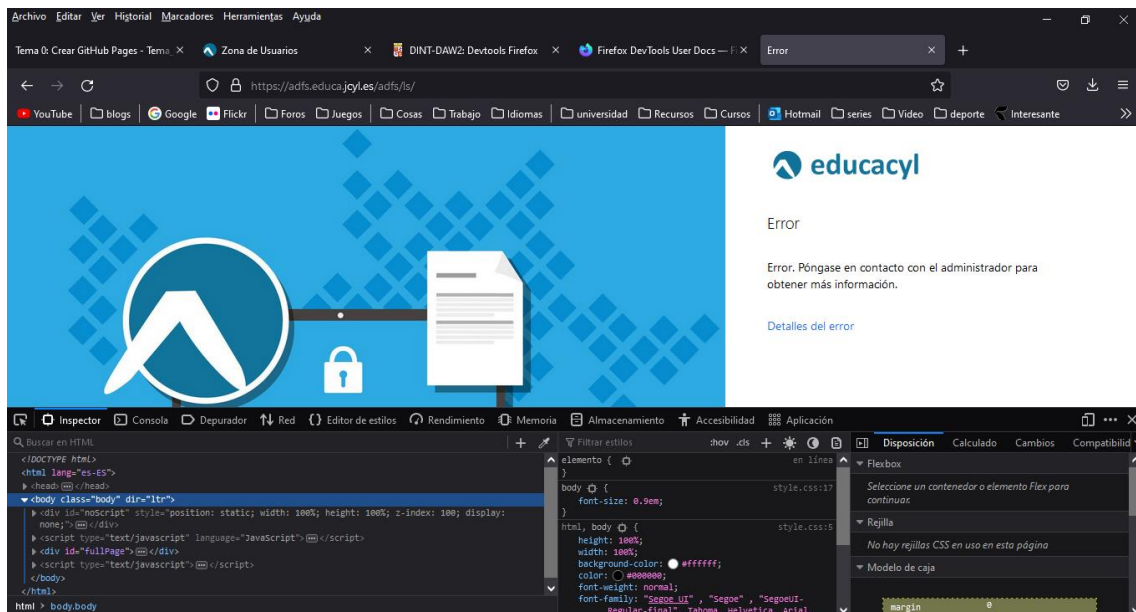 Archivo Editar Ver Historial Marcadores Herramientas Ayuda
Tema 0: Crear GitHub Pages - Tema_ Zona de Usuarios DINT-DAW2: Devtools Firefox Firefox DevTools User Docs — Fi Error
https://adfs.educa.jcyl.es/adfs/ls/
YouTube blogs Google Flickr Foros Juegos Cosas Trabajo Idiomas universidad Recursos Cursos Hotmail series Video deporte Interesante
educacyl
Error
Error. Póngase en contacto con el administrador para
obtener más información.
Detalles del error
Inspector Consola Depurador Red Editor de estilos Rendimiento Memoria Almacenamiento Accesibilidad Aplicación
Buscar en HTML
<!DOCTYPE html>
<html lang="es-ES">
<head></head>
<body class="body" dir="ltr">
<div id="noScript" style="position: static; width: 100%; height: 100%; z-index: 100; display:
none;"></div>
<script type="text/javascript" language="JavaScript"></script>
<div id="fullPage"></div>
<script type="text/javascript"></script>
</body>
</html>
html > body.body
Filtrar estilos :hov .cls
elemento { en línea
}
body { style.css:17
font-size: 0.9em;
}
html, body { style.css:5
height: 100%;
width: 100%;
background-color: #ffffff;
color: #000000;
font-weight: normal;
font-family: "Segoe UI" , "Segoe" , "SegoeUI-
Regular-final", Tahoma, Helvetica, Arial,
Disposición Calculado Cambios Compatibilid
Flexbox
Seleccione un contenedor o elemento Flex para
continuar.
Rejilla
No hay rejillas CSS en uso en esta página
Modelo de caja
margin 0